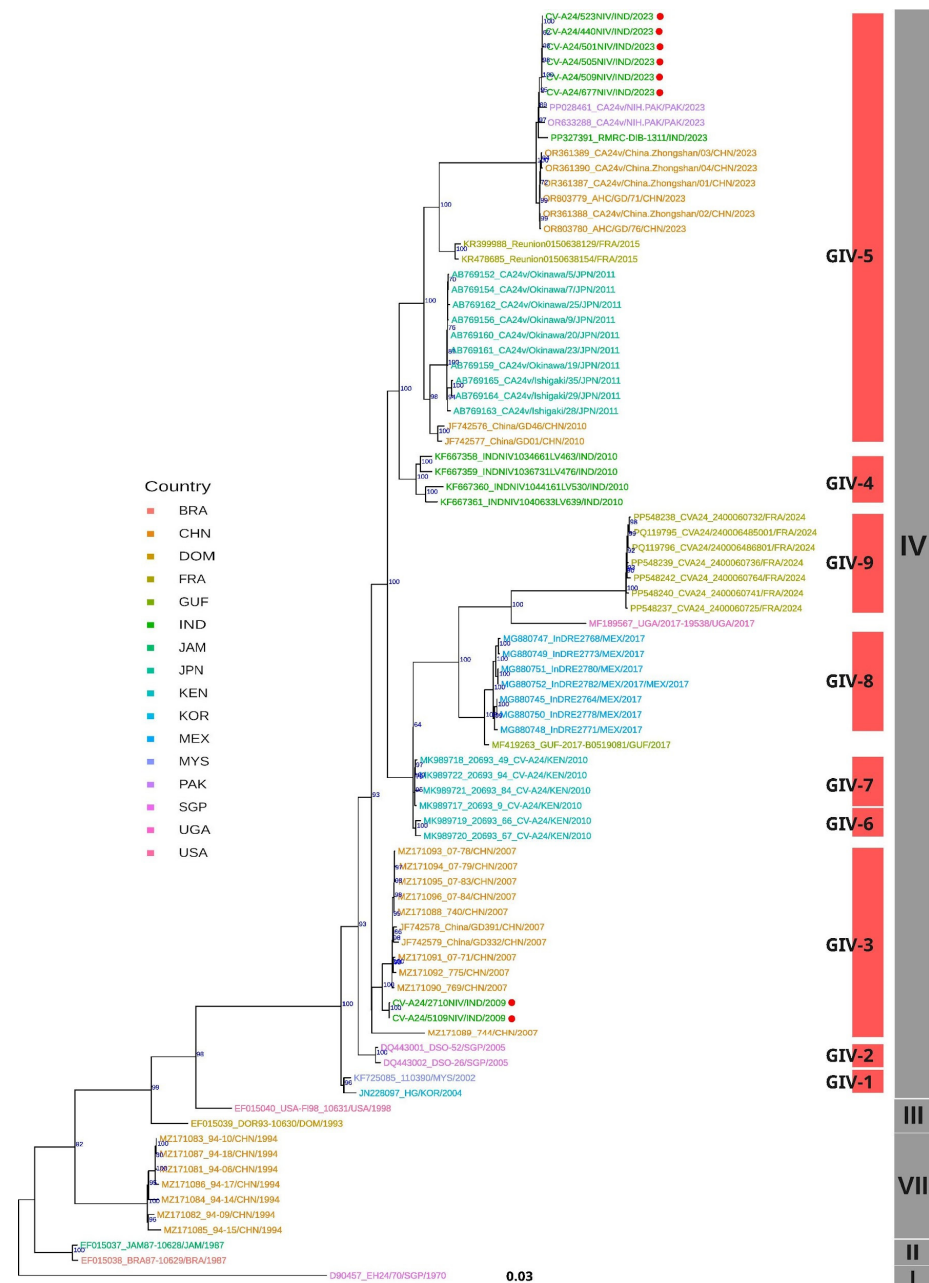 CV-A24/523NIV/IND/2023
CV-A24/440NIV/IND/2023
CV-A24/501NIV/IND/2023
CV-A24/505NIV/IND/2023
CV-A24/509NIV/IND/2023
CV-A24/677NIV/IND/2023
PP028461_CA24v/NIH.PAK/PAK/2023
OR633288_CA24v/NIH.PAK/PAK/2023
PP327391_RMRC-DIB-1311/IND/2023
OR361389_CA24v/China.Zhongshan/03/CHN/2023
OR361390_CA24v/China.Zhongshan/04/CHN/2023
OR361387_CA24v/China.Zhongshan/01/CHN/2023
OR803779_AHC/GD/71/CHN/2023
OR361388_CA24v/China.Zhongshan/02/CHN/2023
OR803780_AHC/GD/76/CHN/2023
KR399988_Reunion0150638129/FRA/2015
GIV-5
KR478685_Reunion0150638154/FRA/2015
AB769152_CA24v/Okinawa/5/JPN/2011
AB769154_CA24v/Okinawa/7/JPN/2011
AB769162_CA24v/Okinawa/25/JPN/2011
AB769156_CA24v/Okinawa/9/JPN/2011
AB769160_CA24v/Okinawa/20/JPN/2011
AB769161_CA24v/Okinawa/23/JPN/2011
AB769159_CA24v/Okinawa/19/JPN/2011
AB769165_CA24v/Ishigaki/35/JPN/2011
AB769164_CA24v/Ishigaki/29/JPN/2011
AB769163_CA24v/Ishigaki/28/JPN/2011
JF742576_China/GD46/CHN/2010
JF742577_China/GD01/CHN/2010
KF667358_INDNIV1034661LV463/IND/2010
KF667359_INDNIV1036731LV476/IND/2010
GIV-4
KF667360_INDNIV1044161LV530/IND/2010
KF667361_INDNIV1040633LV639/IND/2010
PP548238_CVA24_2400060732/FRA/2024
PQ119795_CVA24/240006485001/FRA/2024
PQ119796_CVA24/240006486801/FRA/2024
IV
PP548239_CVA24_2400060736/FRA/2024
GIV-9
PP548242_CVA24_2400060764/FRA/2024
PP548240_CVA24_2400060741/FRA/2024
PP548237_CVA24_2400060725/FRA/2024
MF189567_UGA/2017-19538/UGA/2017
MG880747_InDRE2768/MEX/2017
MG880749_InDRE2773/MEX/2017
MG880751_InDRE2780/MEX/2017
GIV-8
MG880752_InDRE2782/MEX/2017/MEX/2017
MG880745_InDRE2764/MEX/2017
MG880750_InDRE2778/MEX/2017
MG880748_InDRE2771/MEX/2017
MF419263_GUF-2017-B0519081/GUF/2017
MK989718_20693_49_CV-A24/KEN/2010
MK989722_20693_94_CV-A24/KEN/2010
GIV-7
MK989721_20693_84_CV-A24/KEN/2010
MK989717_20693_9_CV-A24/KEN/2010
MK989719_20693_66_CV-A24/KEN/2010
GIV-6
MK989720_20693_67_CV-A24/KEN/2010
MZ171093_07-78/CHN/2007
MZ171094_07-79/CHN/2007
MZ171095_07-83/CHN/2007
MZ171096_07-84/CHN/2007
MZ171088_740/CHN/2007
JF742578_China/GD391/CHN/2007
JF742579_China/GD332/CHN/2007
GIV-3
MZ171091_07-71/CHN/2007
MZ171092_775/CHN/2007
MZ171090_769/CHN/2007
CV-A24/2710NIV/IND/2009
CV-A24/5109NIV/IND/2009
MZ171089_744/CHN/2007
DQ443001_DSO-52/SGP/2005
GIV-2
DQ443002_DSO-26/SGP/2005
KF725085_110390/MYS/2002
GIV-1
JN228097_HG/KOR/2004
EF015040_USA-Fl98_10631/USA/1998
III
EF015039_DOR93-10630/DOM/1993
MZ171083_94-10/CHN/1994
MZ171087_94-18/CHN/1994
MZ171081_94-06/CHN/1994
MZ171086_94-17/CHN/1994
VII
MZ171084_94-14/CHN/1994
MZ171082_94-09/CHN/1994
MZ171085_94-15/CHN/1994
EF015037_JAM87-10628/JAM/1987
II
EF015038_BRA87-10629/BRA/1987
D90457_EH24/70/SGP/1970
0.03
I
Country
BRA
CHN
DOM
FRA
GUF
IND
JAM
JPN
KEN
KOR
MEX
MYS
PAK
SGP
UGA
USA